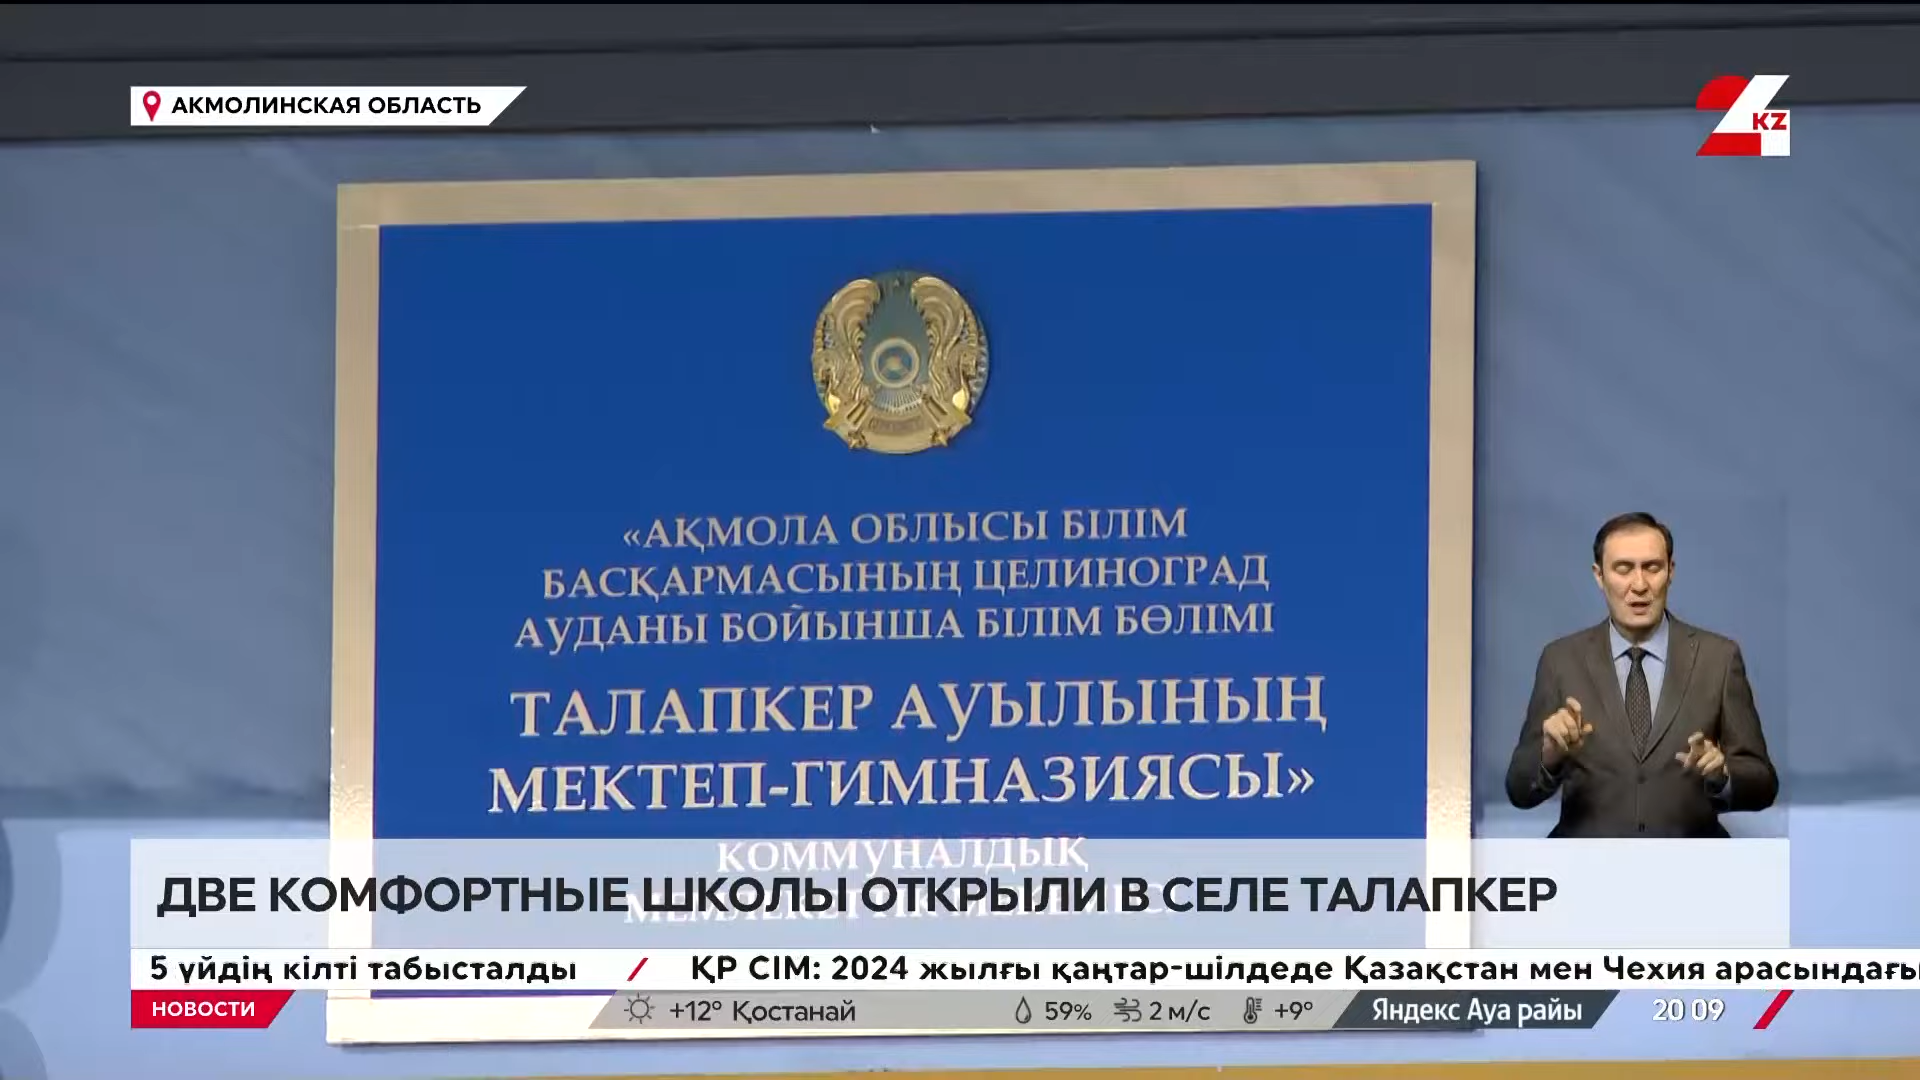 АКМОЛИНСКАЯ ОБЛАСТЬ
24 KZ
«АҚМОЛА ОБЛЫСЫ БІЛІМ
БАСҚАРМАСЫНЫҢ ЦЕЛИНОГРАД
АУДАНЫ БОЙЫНША БІЛІМ БӨЛІМІ
ТАЛАПКЕР АУЫЛЫНЫҢ
МЕКТЕП-ГИМНАЗИЯСЫ»
КОММУНАЛДЫҚ
ДВЕ КОМФОРТНЫЕ ШКОЛЫ ОТКРЫЛИ В СЕЛЕ ТАЛАПКЕР
5 үйдің кілті табысталды / ҚР СІМ: 2024 жылғы қаңтар-шілдеде Қазақстан мен Чехия арасындағы
НОВОСТИ +12° Қостанай 59% 2 м/с +9° Яндекс Ауа райы 20 09